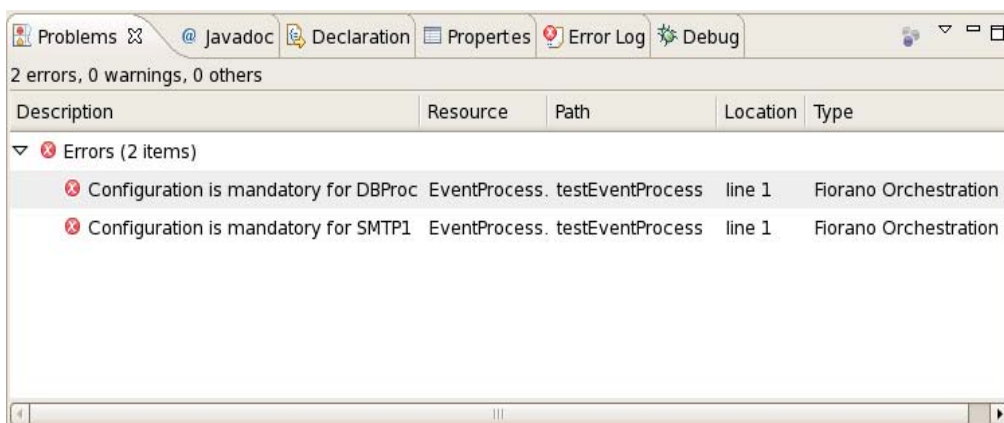 Problems @ Javadoc Declaration Properties Error Log Debug
2 errors, 0 warnings, 0 others
Description Resource Path Location Type
Errors (2 items)
Configuration is mandatory for DBProc EventProcess. testEventProcess line 1 Fiorano Orchestration
Configuration is mandatory for SMTP1 EventProcess. testEventProcess line 1 Fiorano Orchestration